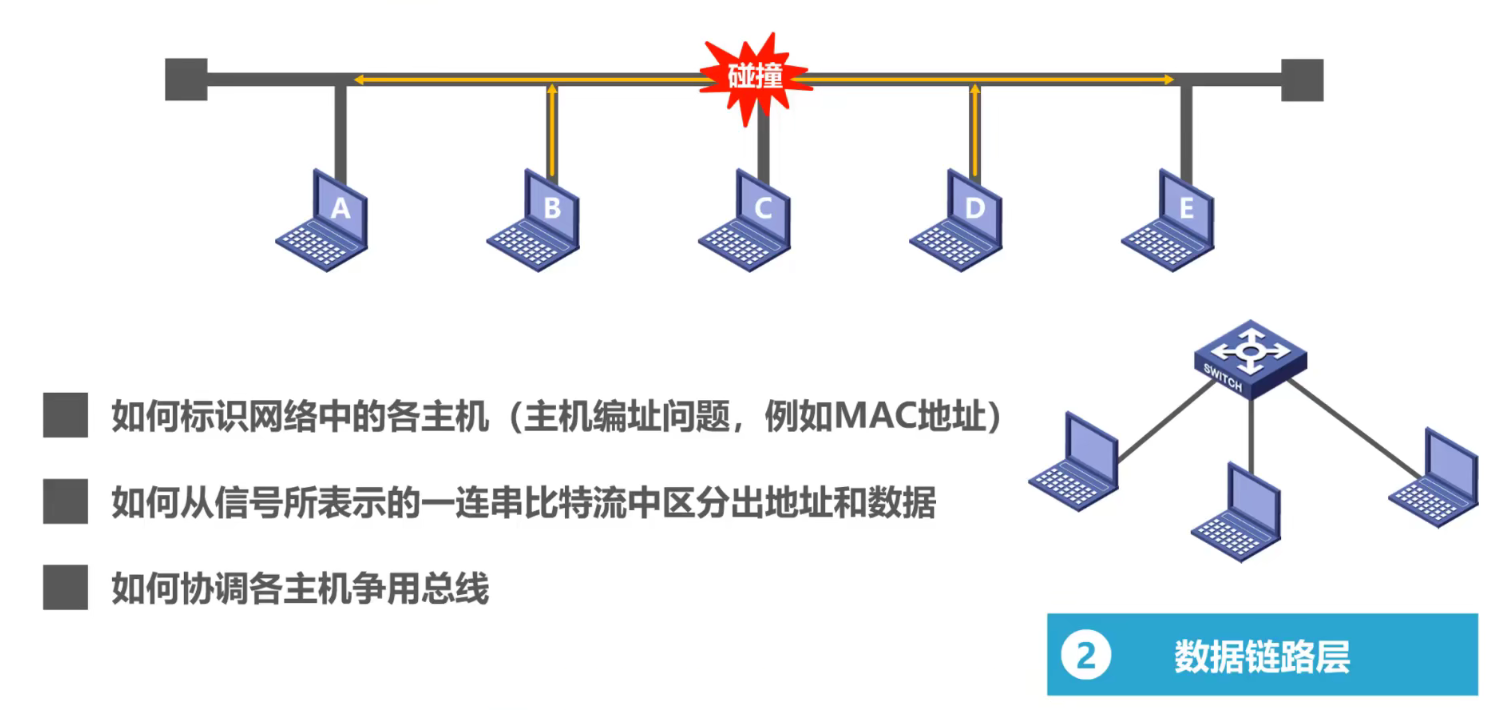 碰撞
A
B
C
D
E
SWITCH
如何标识网络中的各主机（主机编址问题，例如MAC地址）
如何从信号所表示的一连串比特流中区分出地址和数据
如何协调各主机争用总线
2 数据链路层